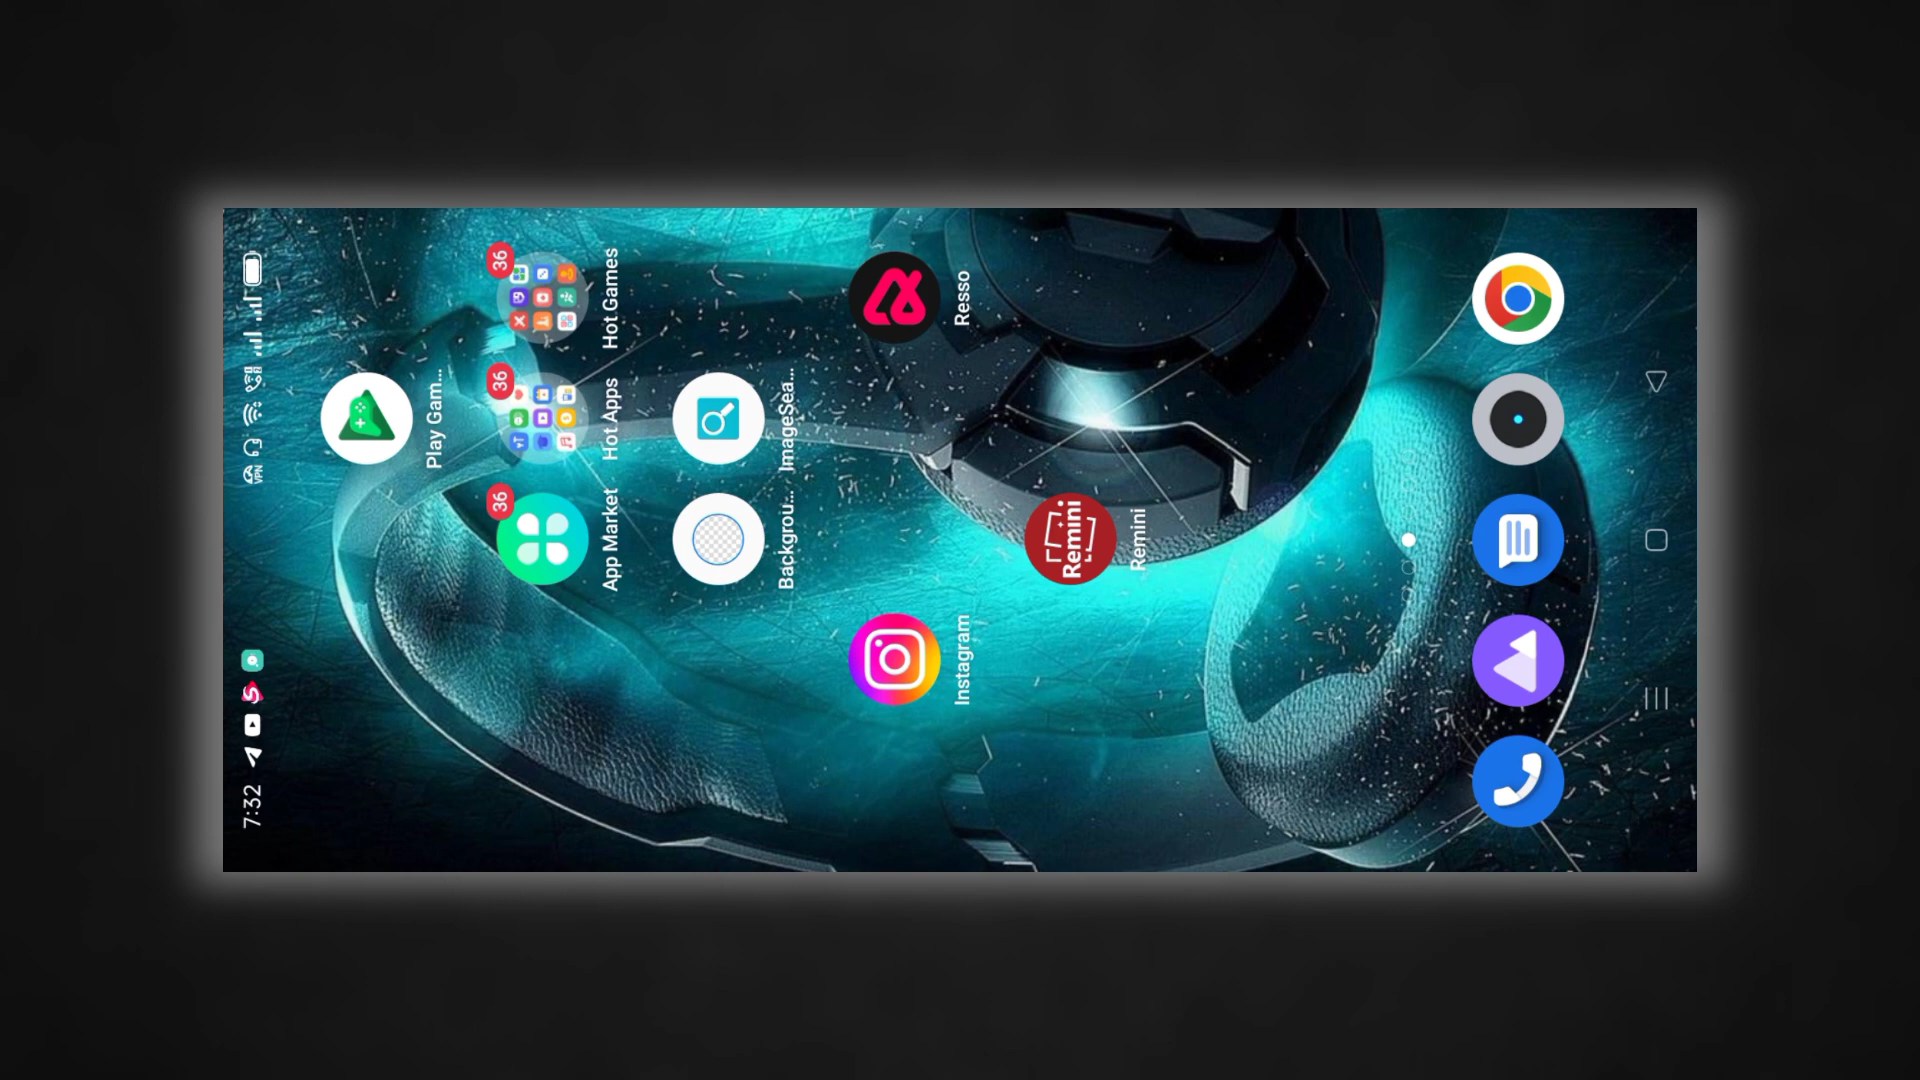 7:32
VPN
Play Gam...
36
36
36
App Market
Hot Apps
Hot Games
Backgrou...
ImageSea...
Instagram
Resso
Remini
Remini